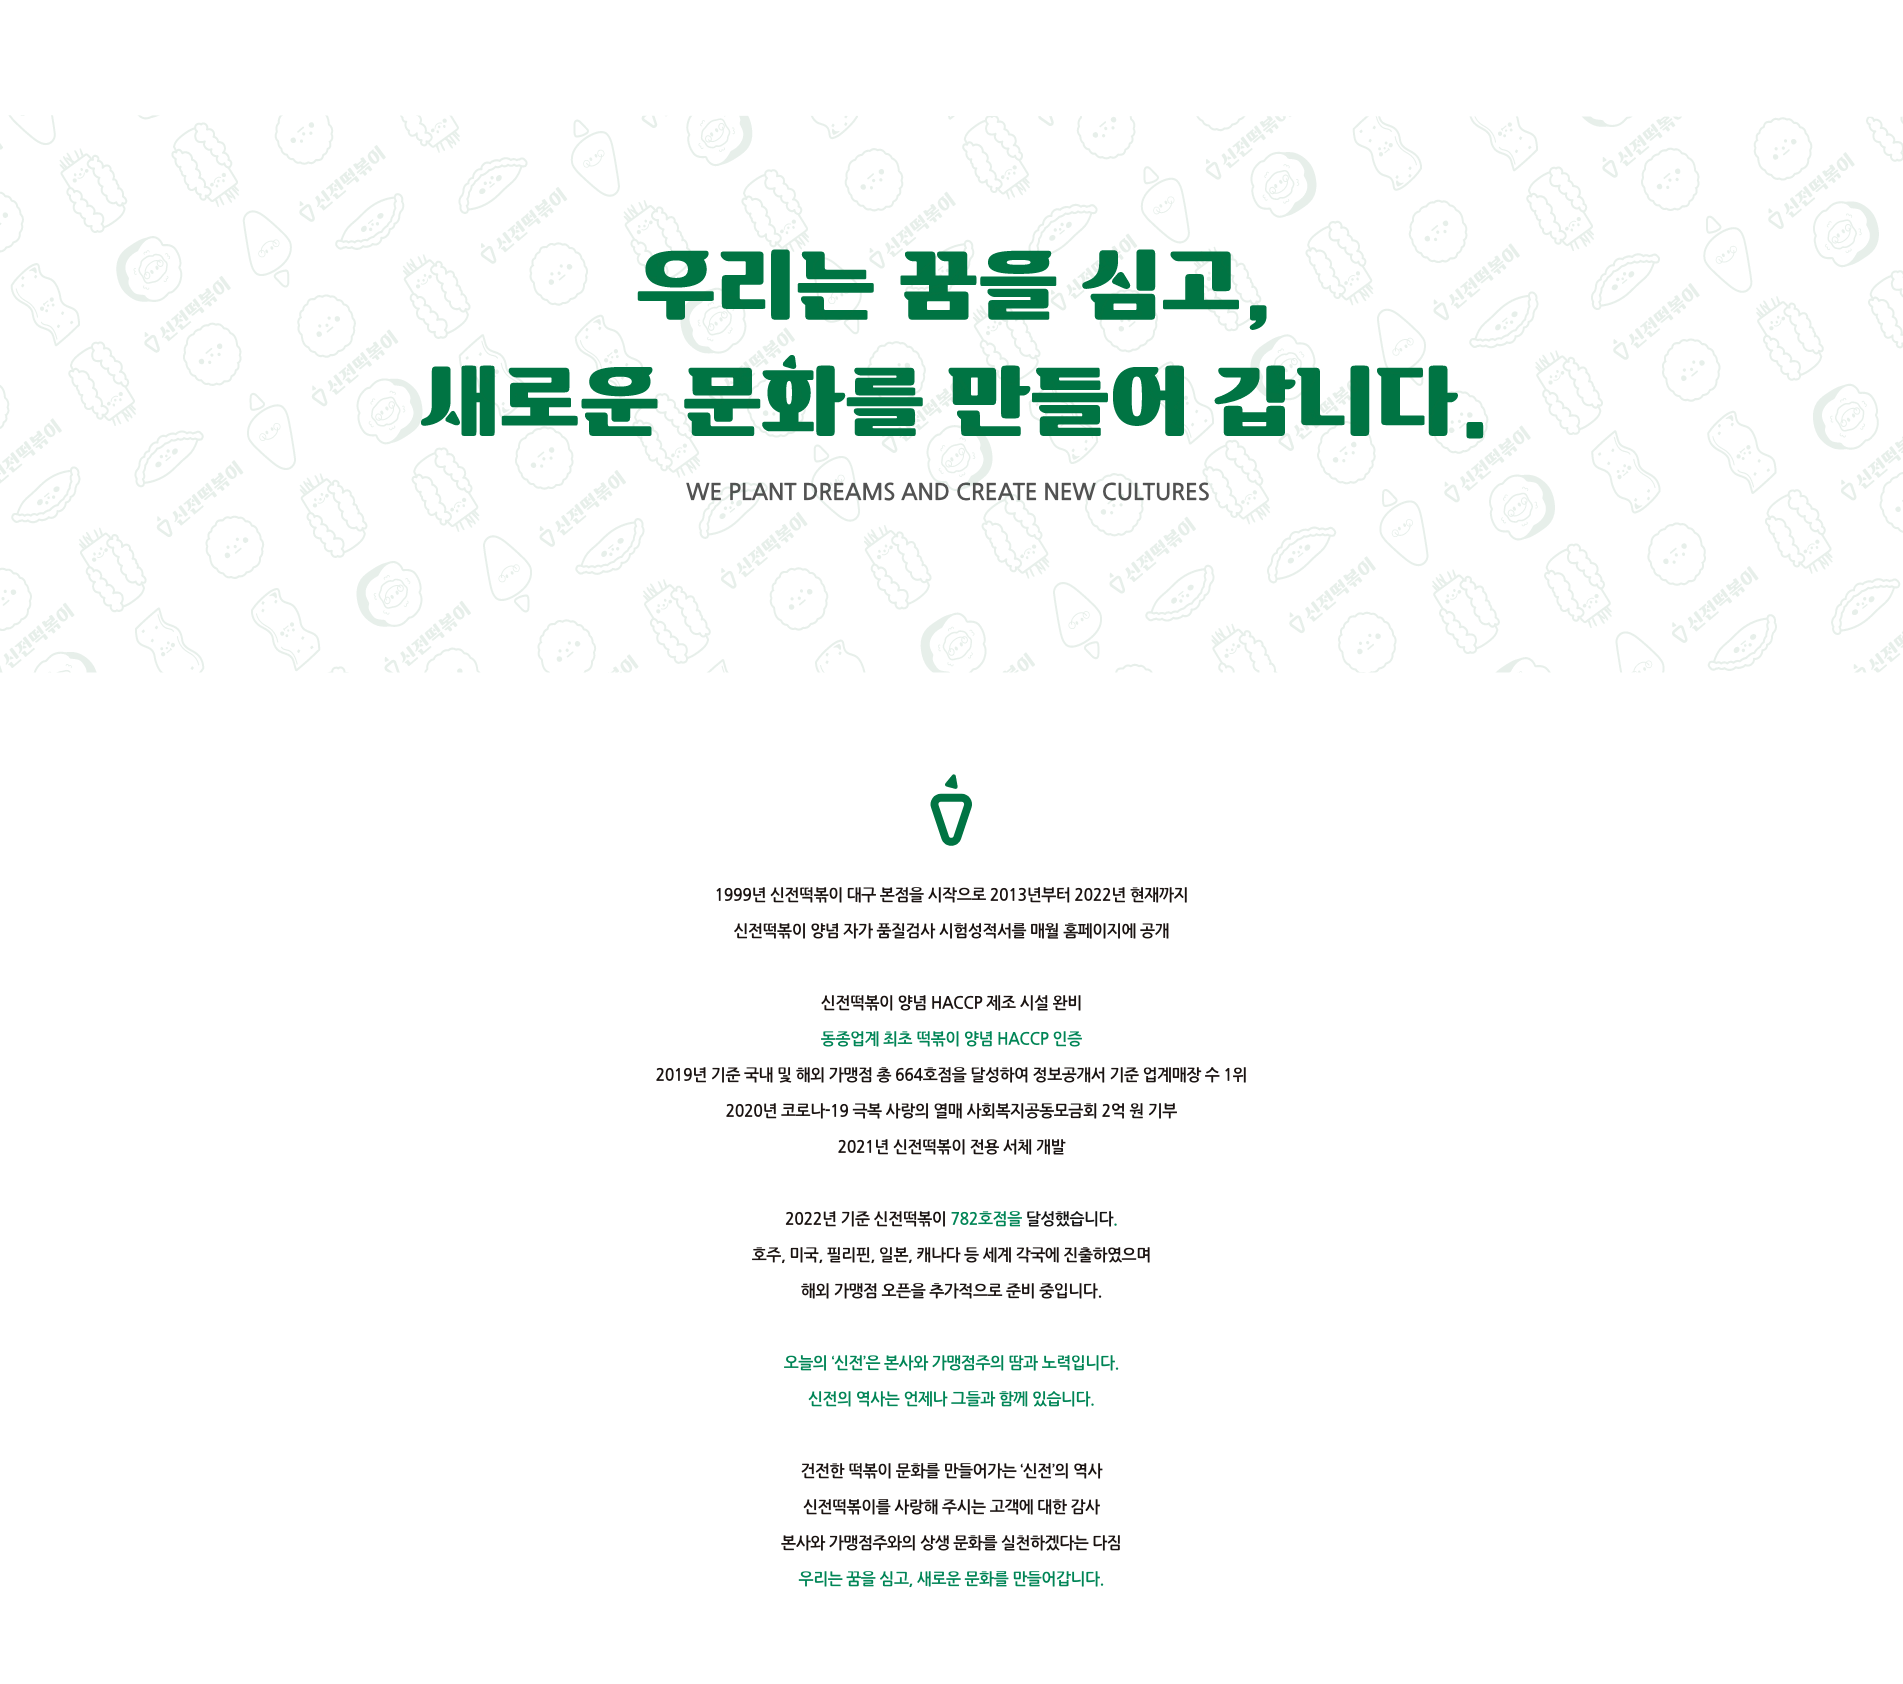 우리는 꿈을 심고,
새로운 문화를 만들어 갑니다.
WE PLANT DREAMS AND CREATE NEW CULTURES
1999년 신전떡볶이 대구 본점을 시작으로 2013년부터 2022년 현재까지
신전떡볶이 양념 자가 품질검사 시험성적서를 매월 홈페이지에 공개
신전떡볶이 양념 HACCP 제조 시설 완비
동종업계 최초 떡볶이 양념 HACCP 인증
2019년 기준 국내 및 해외 가맹점 총 664호점을 달성하여 정보공개서 기준 업계매장 수 1위
2020년 코로나-19 극복 사랑의 열매 사회복지공동모금회 2억 원 기부
2021년 신전떡볶이 전용 서체 개발
2022년 기준 신전떡볶이 782호점을 달성했습니다.
호주, 미국, 필리핀, 일본, 캐나다 등 세계 각국에 진출하였으며
해외 가맹점 오픈을 추가적으로 준비 중입니다.
오늘의 ‘신전’은 본사와 가맹점주의 땀과 노력입니다.
신전의 역사는 언제나 그들과 함께 있습니다.
건전한 떡볶이 문화를 만들어가는 ‘신전’의 역사
신전떡볶이를 사랑해 주시는 고객에 대한 감사
본사와 가맹점주와의 상생 문화를 실천하겠다는 다짐
우리는 꿈을 심고, 새로운 문화를 만들어갑니다.